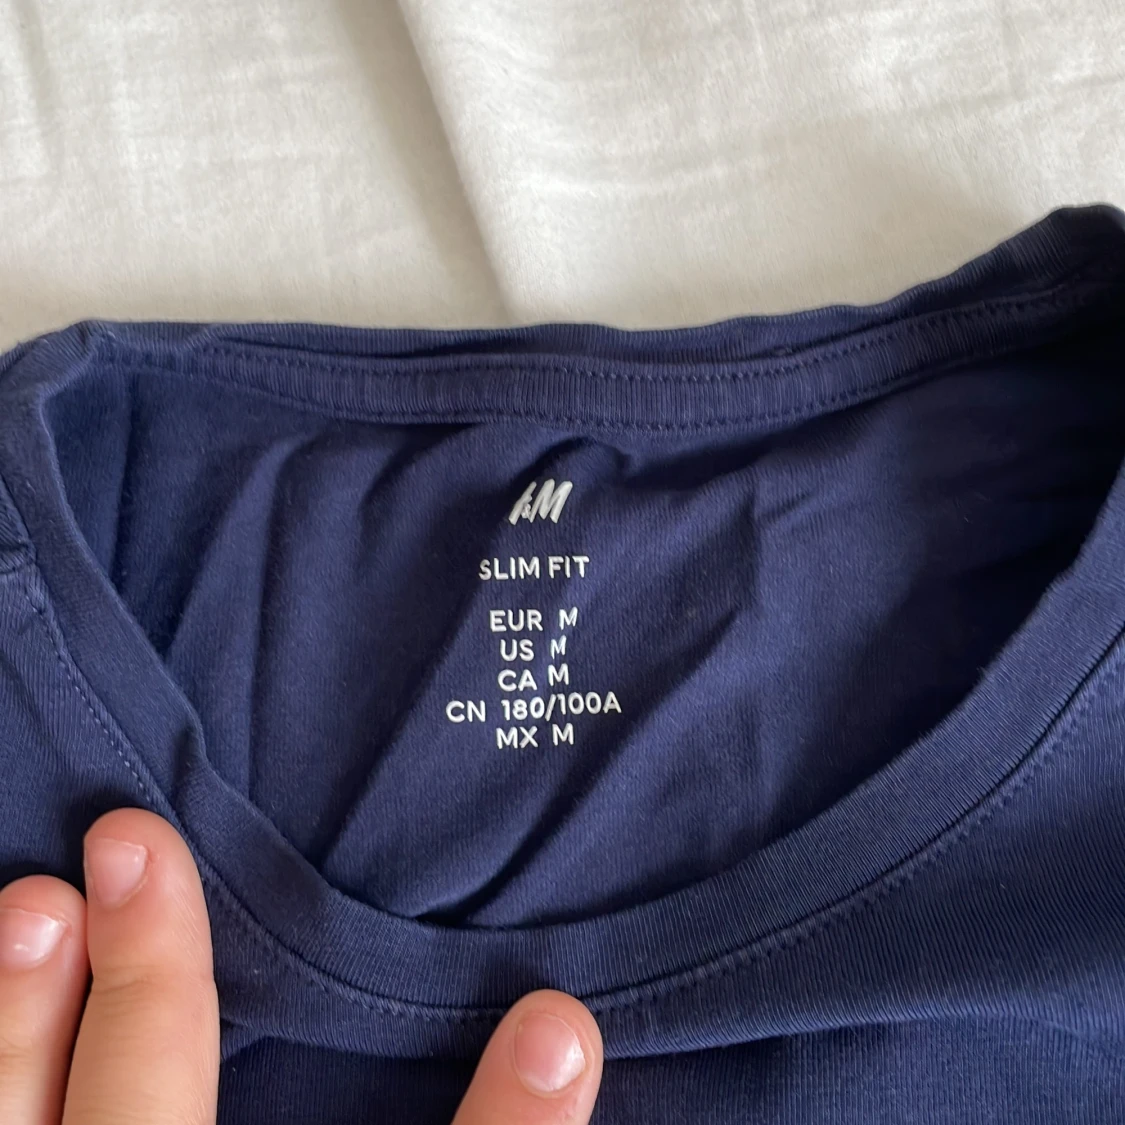 H&M
SLIM FIT
EUR M
US M
CA M
CN 180/100A
MX M